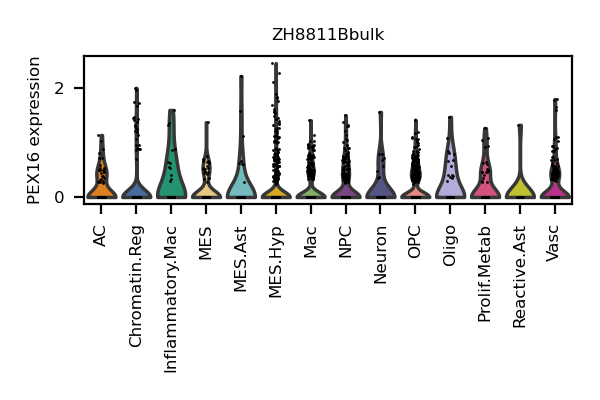 ZH8811Bbulk
PEX16 expression
2
0
AC
Chromatin.Reg
Inflammatory.Mac
MES
MES.Ast
MES.Hyp
Mac
NPC
Neuron
OPC
Oligo
Prolif.Metab
Reactive.Ast
Vasc